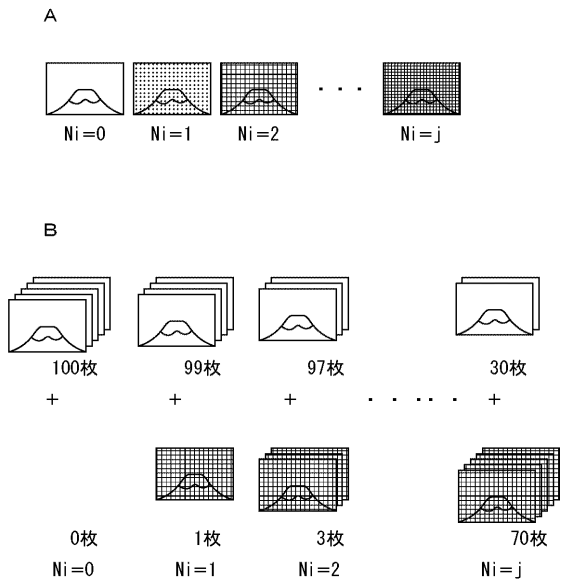 A
Ni=0 Ni=1 Ni=2 ・・・ Ni=j
B
100枚 99枚 97枚 30枚
+ + + ・・・・・ +
0枚 1枚 3枚 70枚
Ni=0 Ni=1 Ni=2 Ni=j